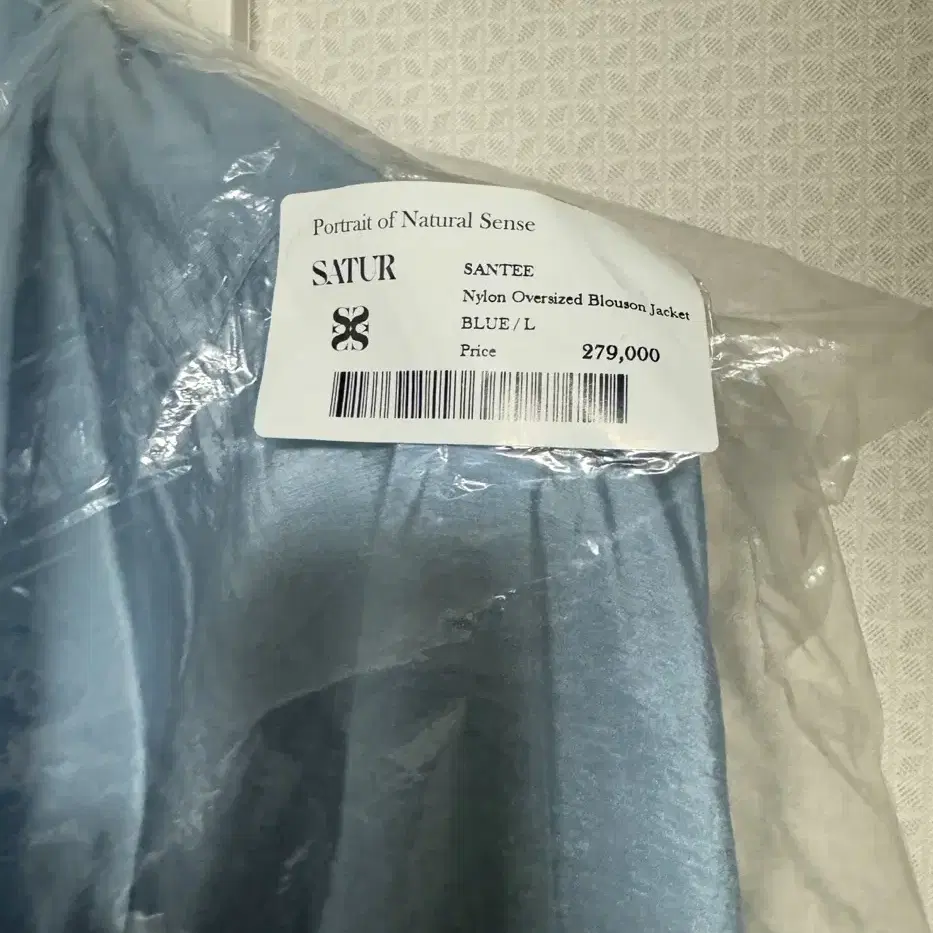 Portrait of Natural Sense
SATUR
SANTEE
Nylon Oversized Blouson Jacket
BLUE / L
Price 279,000